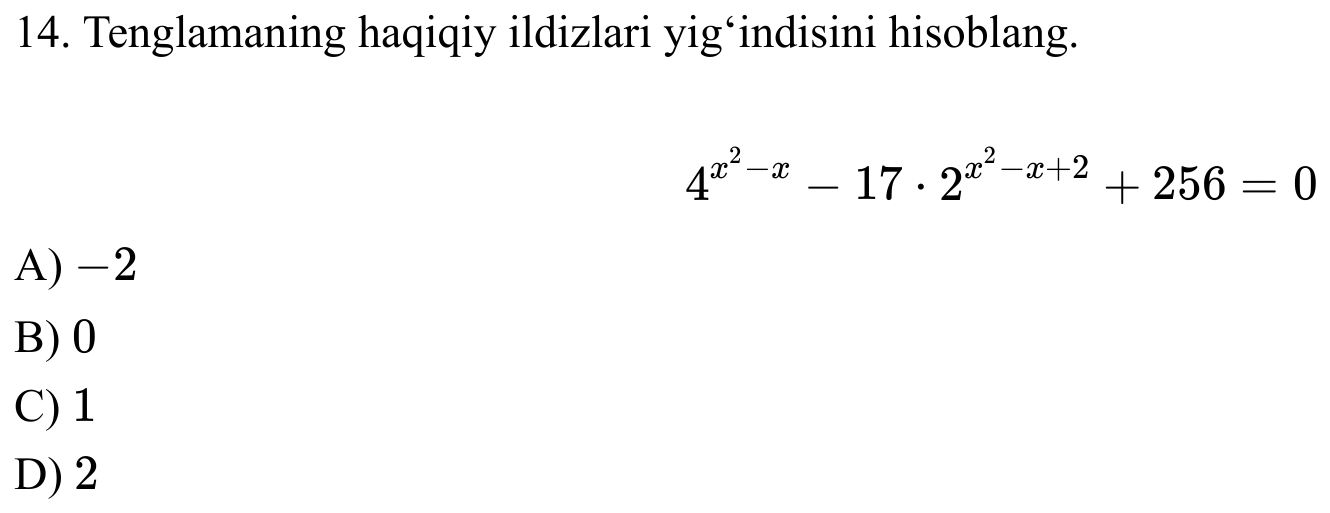 14. Tenglamaning haqiqiy ildizlari yig‘indisini hisoblang.
$4^{x^2-x} - 17 \cdot 2^{x^2-x+2} + 256 = 0$
A) −2
B) 0
C) 1
D) 2